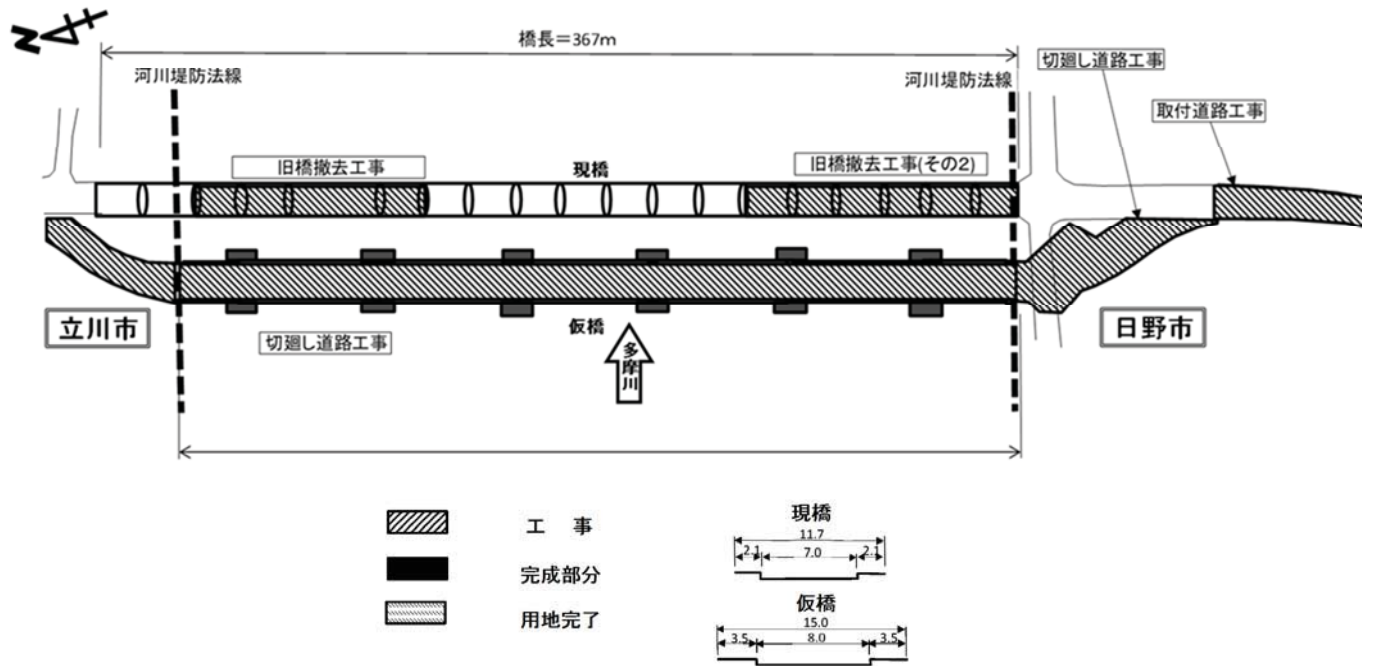 N
橋長=367m
河川堤防法線
河川堤防法線
切廻し道路工事
取付道路工事
旧橋撤去工事
現橋
旧橋撤去工事(その2)
立川市
切廻し道路工事
仮橋
多摩川
日野市
工 事
完成部分
用地完了
現橋
11.7
2.1
7.0
2.1
仮橋
15.0
3.5
8.0
3.5